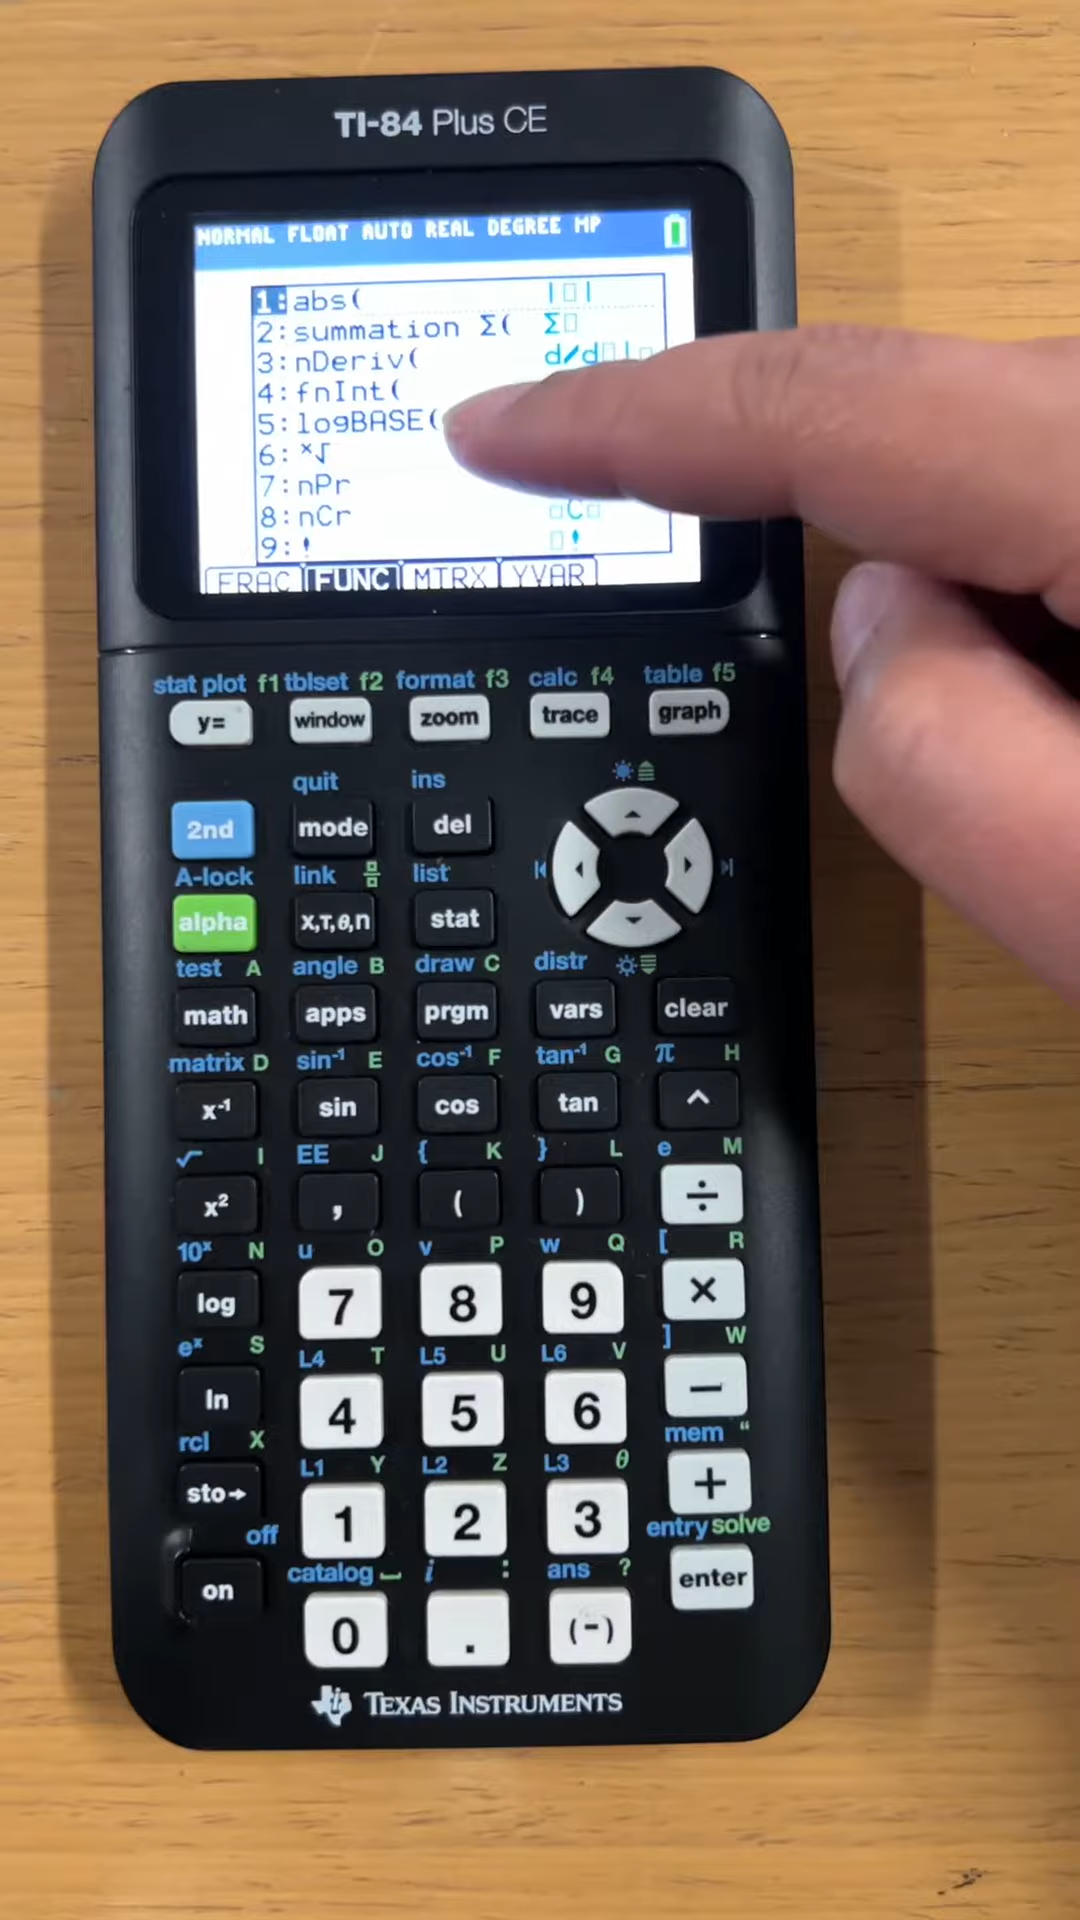 TI-84 Plus CE
NORMAL FLOAT AUTO REAL DEGREE MP
1:abs( |□|
2:summation Σ( Σ□
3:nDeriv( d/d□|□
4:fnInt(
5:logBASE(
6:ˣ√
7:nPr
8:nCr □C□
9:! □!
FRAC FUNC MTRX YVAR
stat plot f1 tblset f2 format f3 calc f4 table f5
y= window zoom trace graph
quit ins
2nd mode del
A-lock link list
alpha x,T,θ,n stat
test A angle B draw C distr
math apps prgm vars clear
matrix D sin⁻¹ E cos⁻¹ F tan⁻¹ G π H
x⁻¹ sin cos tan ^
√ I EE J { K } L e M
x² , ( ) ÷
10ˣ N u O v P w Q [ R
log 7 8 9 ×
eˣ S L4 T L5 U L6 V ] W
ln 4 5 6 −
rcl X L1 Y L2 Z L3 θ mem "
sto→ 1 2 3 +
off catalog ⎵ i : ans ? entry solve
on 0 . (-) enter
TEXAS INSTRUMENTS